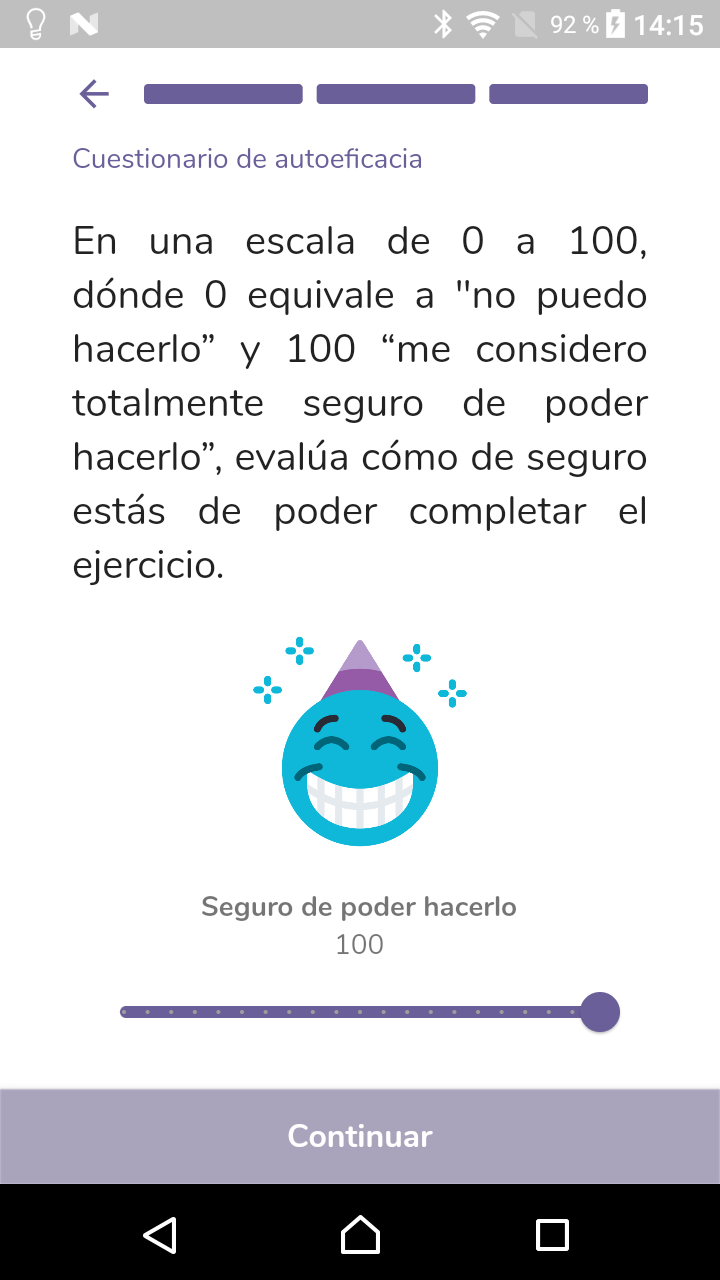 92 % 14:15
Cuestionario de autoeficacia
En una escala de 0 a 100,
dónde 0 equivale a "no puedo
hacerlo” y 100 “me considero
totalmente seguro de poder
hacerlo”, evalúa cómo de seguro
estás de poder completar el
ejercicio.
Seguro de poder hacerlo
100
Continuar